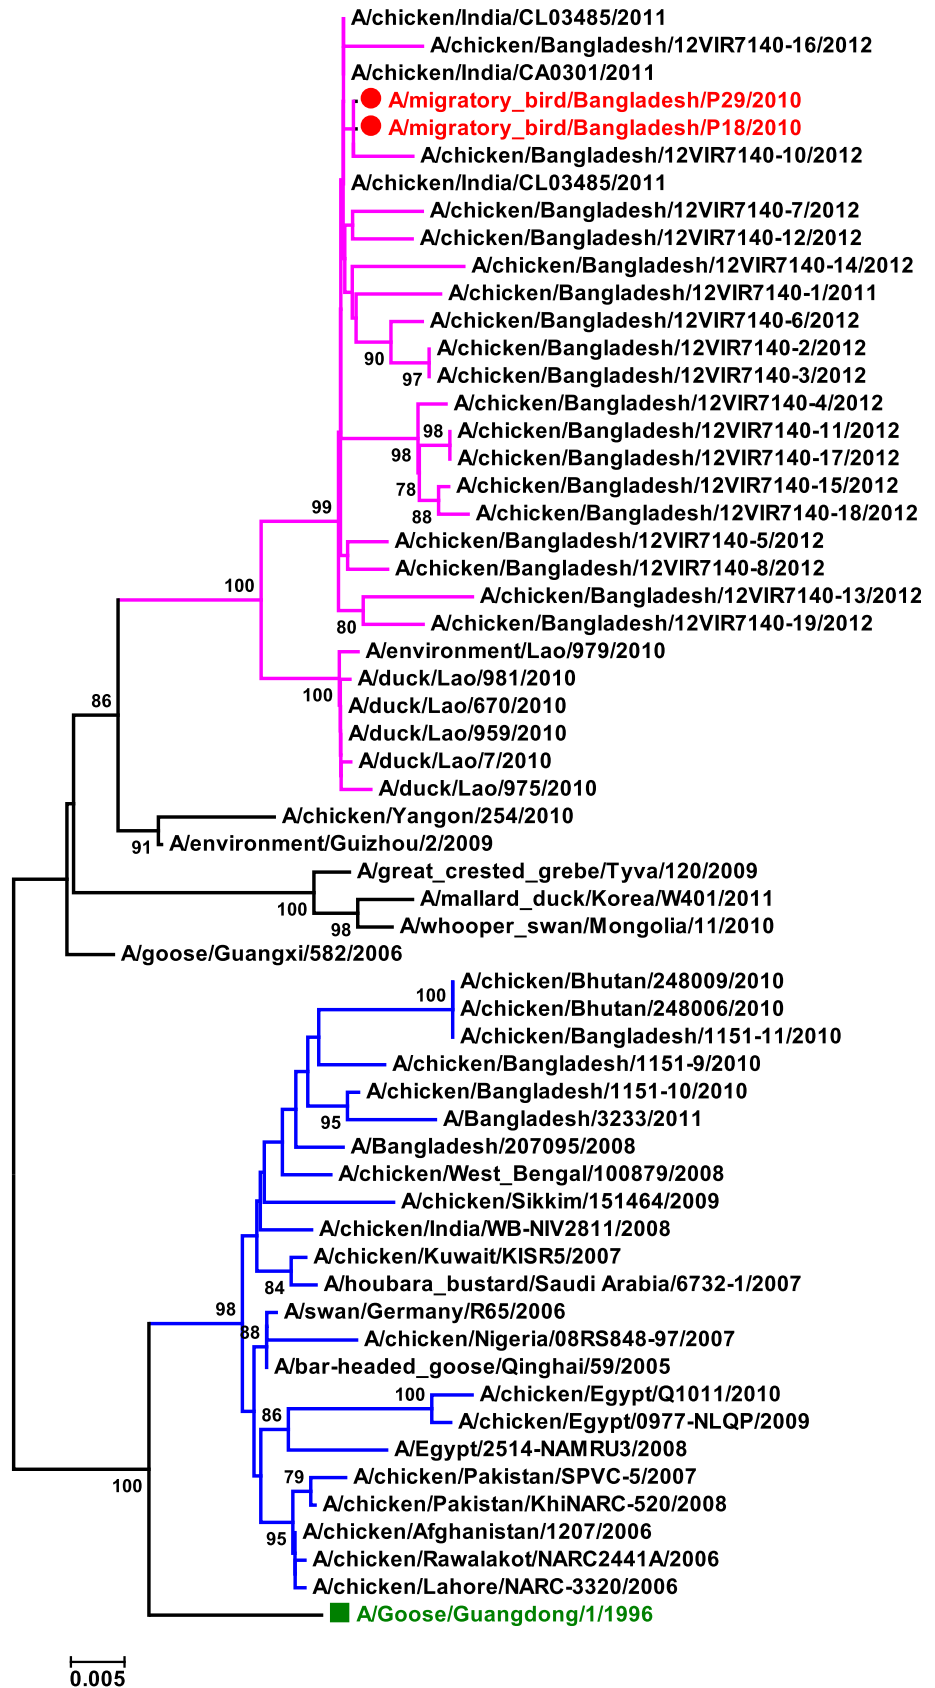 A/chicken/India/CL03485/2011
A/chicken/Bangladesh/12VIR7140-16/2012
A/chicken/India/CA0301/2011
A/migratory_bird/Bangladesh/P29/2010
A/migratory_bird/Bangladesh/P18/2010
A/chicken/Bangladesh/12VIR7140-10/2012
A/chicken/India/CL03485/2011
A/chicken/Bangladesh/12VIR7140-7/2012
A/chicken/Bangladesh/12VIR7140-12/2012
A/chicken/Bangladesh/12VIR7140-14/2012
A/chicken/Bangladesh/12VIR7140-1/2011
A/chicken/Bangladesh/12VIR7140-6/2012
90
A/chicken/Bangladesh/12VIR7140-2/2012
97
A/chicken/Bangladesh/12VIR7140-3/2012
A/chicken/Bangladesh/12VIR7140-4/2012
98
A/chicken/Bangladesh/12VIR7140-11/2012
98
A/chicken/Bangladesh/12VIR7140-17/2012
78
A/chicken/Bangladesh/12VIR7140-15/2012
88
A/chicken/Bangladesh/12VIR7140-18/2012
99
A/chicken/Bangladesh/12VIR7140-5/2012
A/chicken/Bangladesh/12VIR7140-8/2012
100
A/chicken/Bangladesh/12VIR7140-13/2012
80
A/chicken/Bangladesh/12VIR7140-19/2012
A/environment/Lao/979/2010
A/duck/Lao/981/2010
100
A/duck/Lao/670/2010
86
A/duck/Lao/959/2010
A/duck/Lao/7/2010
A/duck/Lao/975/2010
A/chicken/Yangon/254/2010
91
A/environment/Guizhou/2/2009
A/great_crested_grebe/Tyva/120/2009
100
A/mallard_duck/Korea/W401/2011
98
A/whooper_swan/Mongolia/11/2010
A/goose/Guangxi/582/2006
A/chicken/Bhutan/248009/2010
100
A/chicken/Bhutan/248006/2010
A/chicken/Bangladesh/1151-11/2010
A/chicken/Bangladesh/1151-9/2010
A/chicken/Bangladesh/1151-10/2010
95
A/Bangladesh/3233/2011
A/Bangladesh/207095/2008
A/chicken/West_Bengal/100879/2008
A/chicken/Sikkim/151464/2009
A/chicken/India/WB-NIV2811/2008
A/chicken/Kuwait/KISR5/2007
84
A/houbara_bustard/Saudi Arabia/6732-1/2007
98
A/swan/Germany/R65/2006
88
A/chicken/Nigeria/08RS848-97/2007
A/bar-headed_goose/Qinghai/59/2005
100
A/chicken/Egypt/Q1011/2010
86
A/chicken/Egypt/0977-NLQP/2009
A/Egypt/2514-NAMRU3/2008
79
A/chicken/Pakistan/SPVC-5/2007
100
A/chicken/Pakistan/KhiNARC-520/2008
95
A/chicken/Afghanistan/1207/2006
A/chicken/Rawalakot/NARC2441A/2006
A/chicken/Lahore/NARC-3320/2006
A/Goose/Guangdong/1/1996
0.005